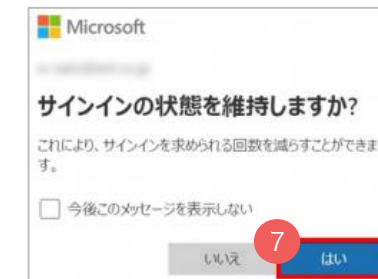 Microsoft
サインインの状態を維持しますか?
これにより、サインインを求められる回数を減らすことができま
す。
今後このメッセージを表示しない
いいえ
7
はい